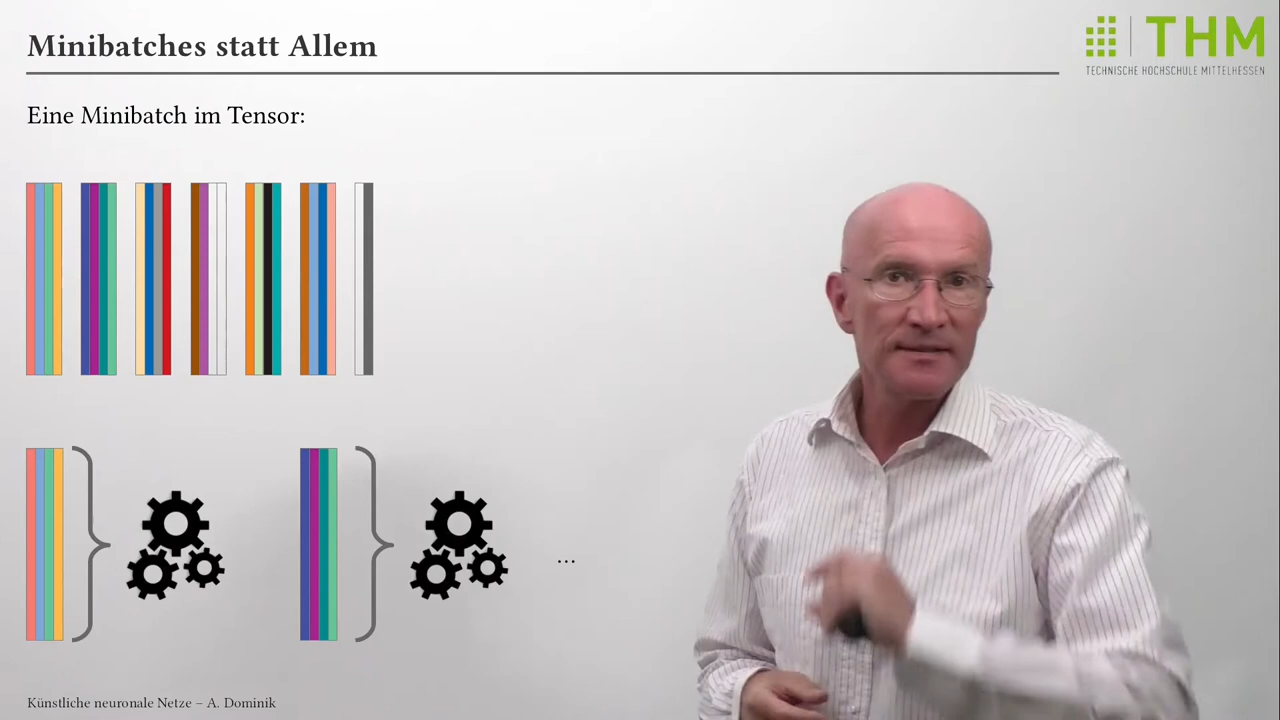 Minibatches statt Allem
THM
TECHNISCHE HOCHSCHULE MITTELHESSEN
Eine Minibatch im Tensor:
...
Künstliche neuronale Netze – A. Dominik